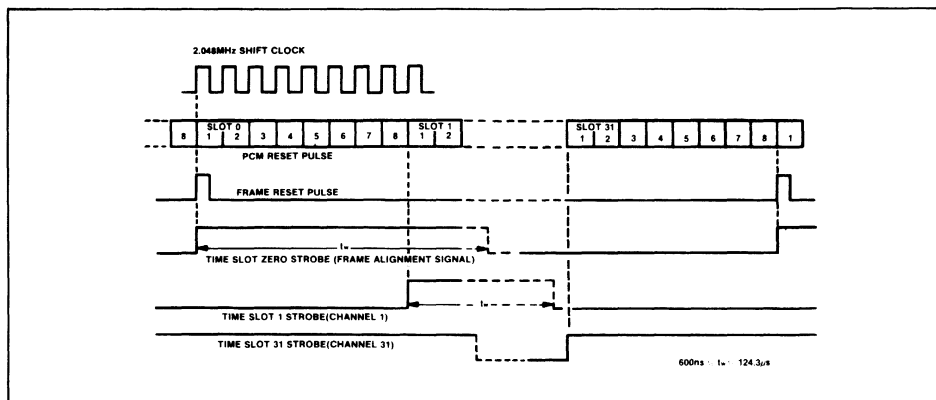 2.048MHz SHIFT CLOCK
8 SLOT 0 1 2 3 4 5 6 7 8 SLOT 1 1 2 SLOT 31 1 2 3 4 5 6 7 8 1
PCM RESET PULSE
FRAME RESET PULSE
tw
TIME SLOT ZERO STROBE (FRAME ALIGNMENT SIGNAL)
tw
TIME SLOT 1 STROBE(CHANNEL 1)
TIME SLOT 31 STROBE(CHANNEL 31)
600ns tw 124.3µs